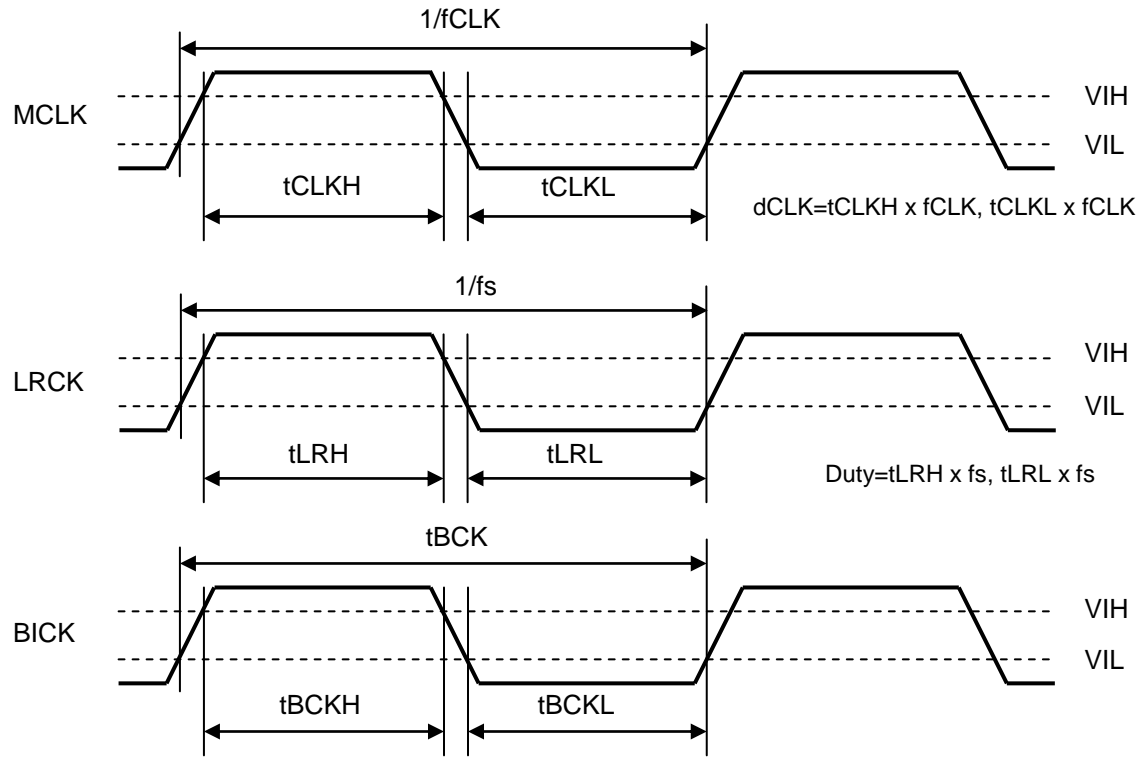 1/fCLK
MCLK
VIH
VIL
tCLKH
tCLKL
dCLK=tCLKH x fCLK, tCLKL x fCLK
1/fs
LRCK
VIH
VIL
tLRH
tLRL
Duty=tLRH x fs, tLRL x fs
tBCK
BICK
VIH
VIL
tBCKH
tBCKL